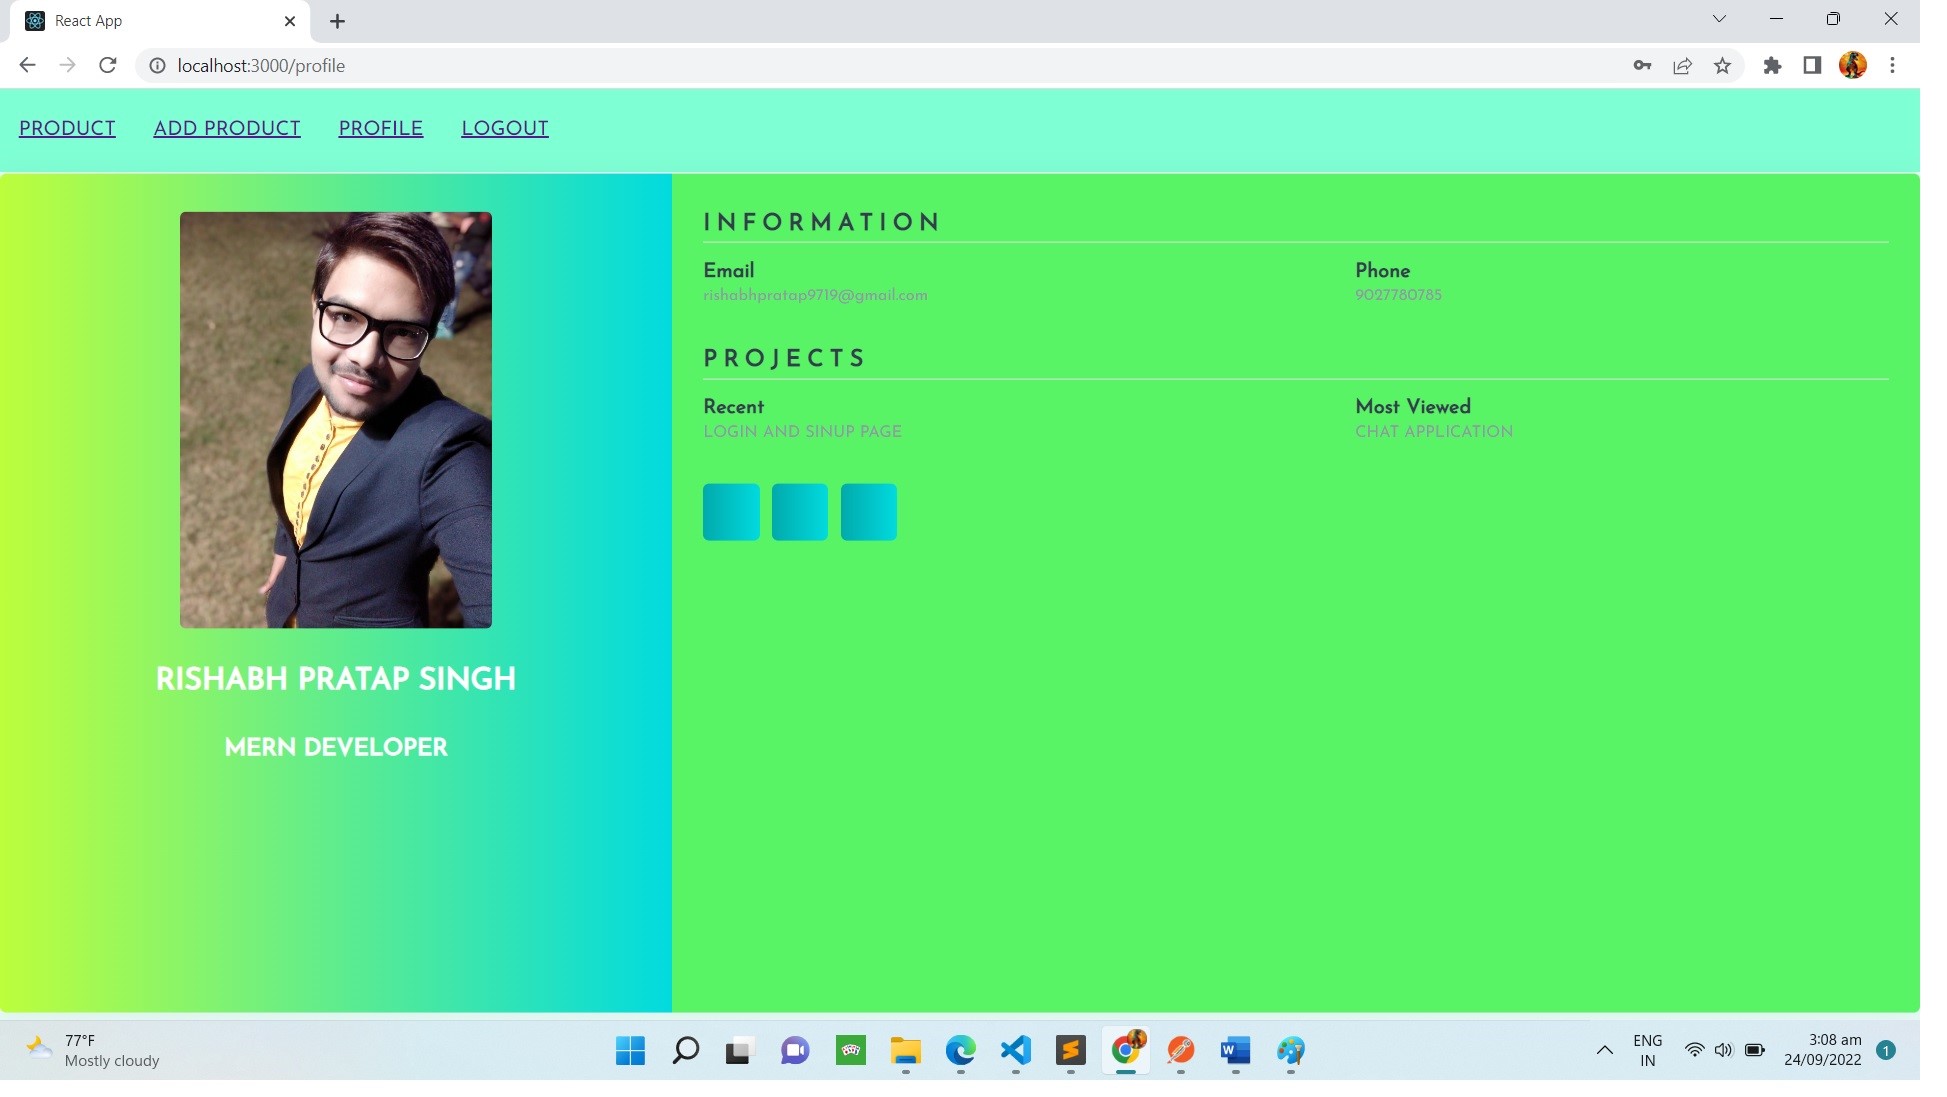 React App
localhost:3000/profile
PRODUCT ADD PRODUCT PROFILE LOGOUT
RISHABH PRATAP SINGH
MERN DEVELOPER
INFORMATION
Email Phone
rishabhpratap9719@gmail.com 9027780785
PROJECTS
Recent Most Viewed
LOGIN AND SINUP PAGE CHAT APPLICATION
77°F
Mostly cloudy
W
ENG
IN
3:08 am
24/09/2022
1